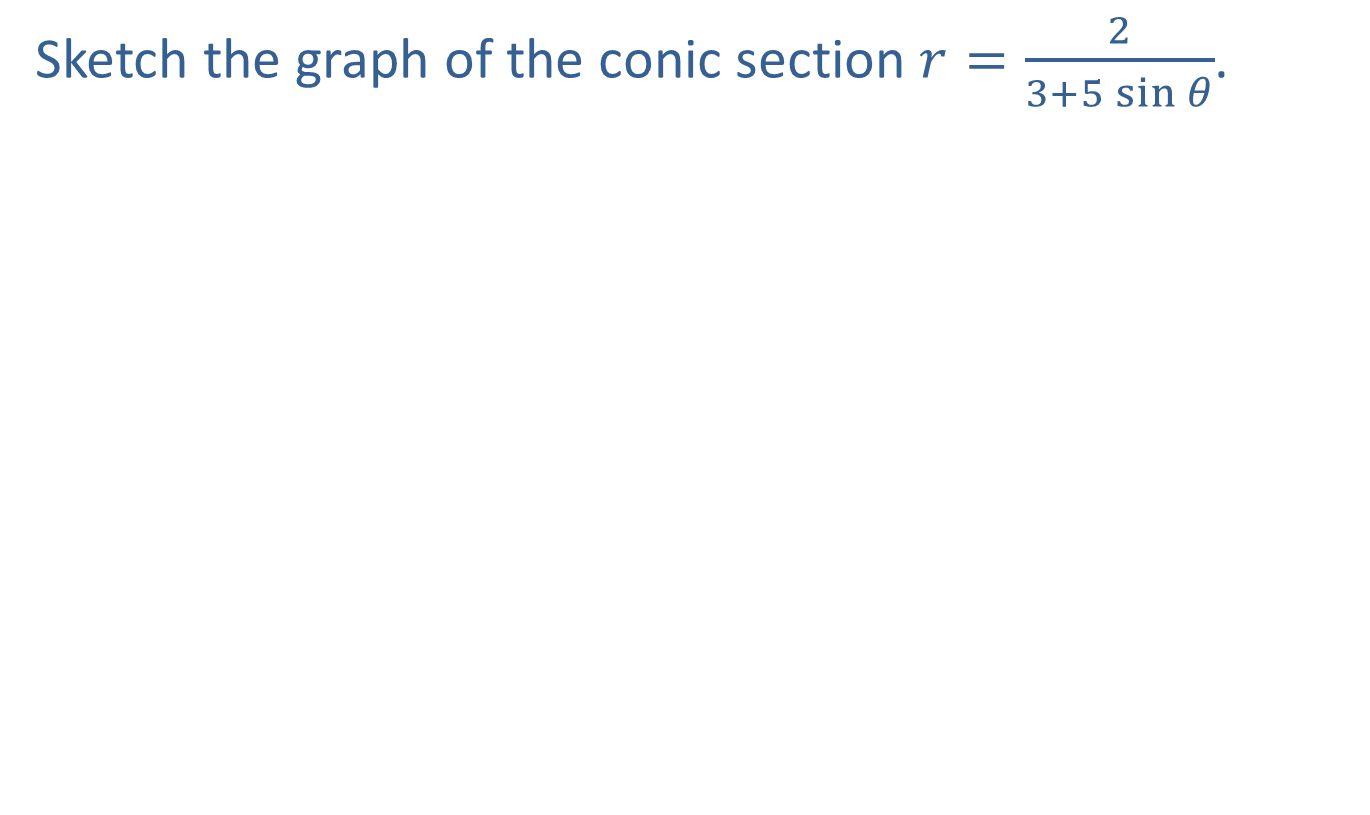 Sketch the graph of the conic section r = 2/(3+5 sin θ).